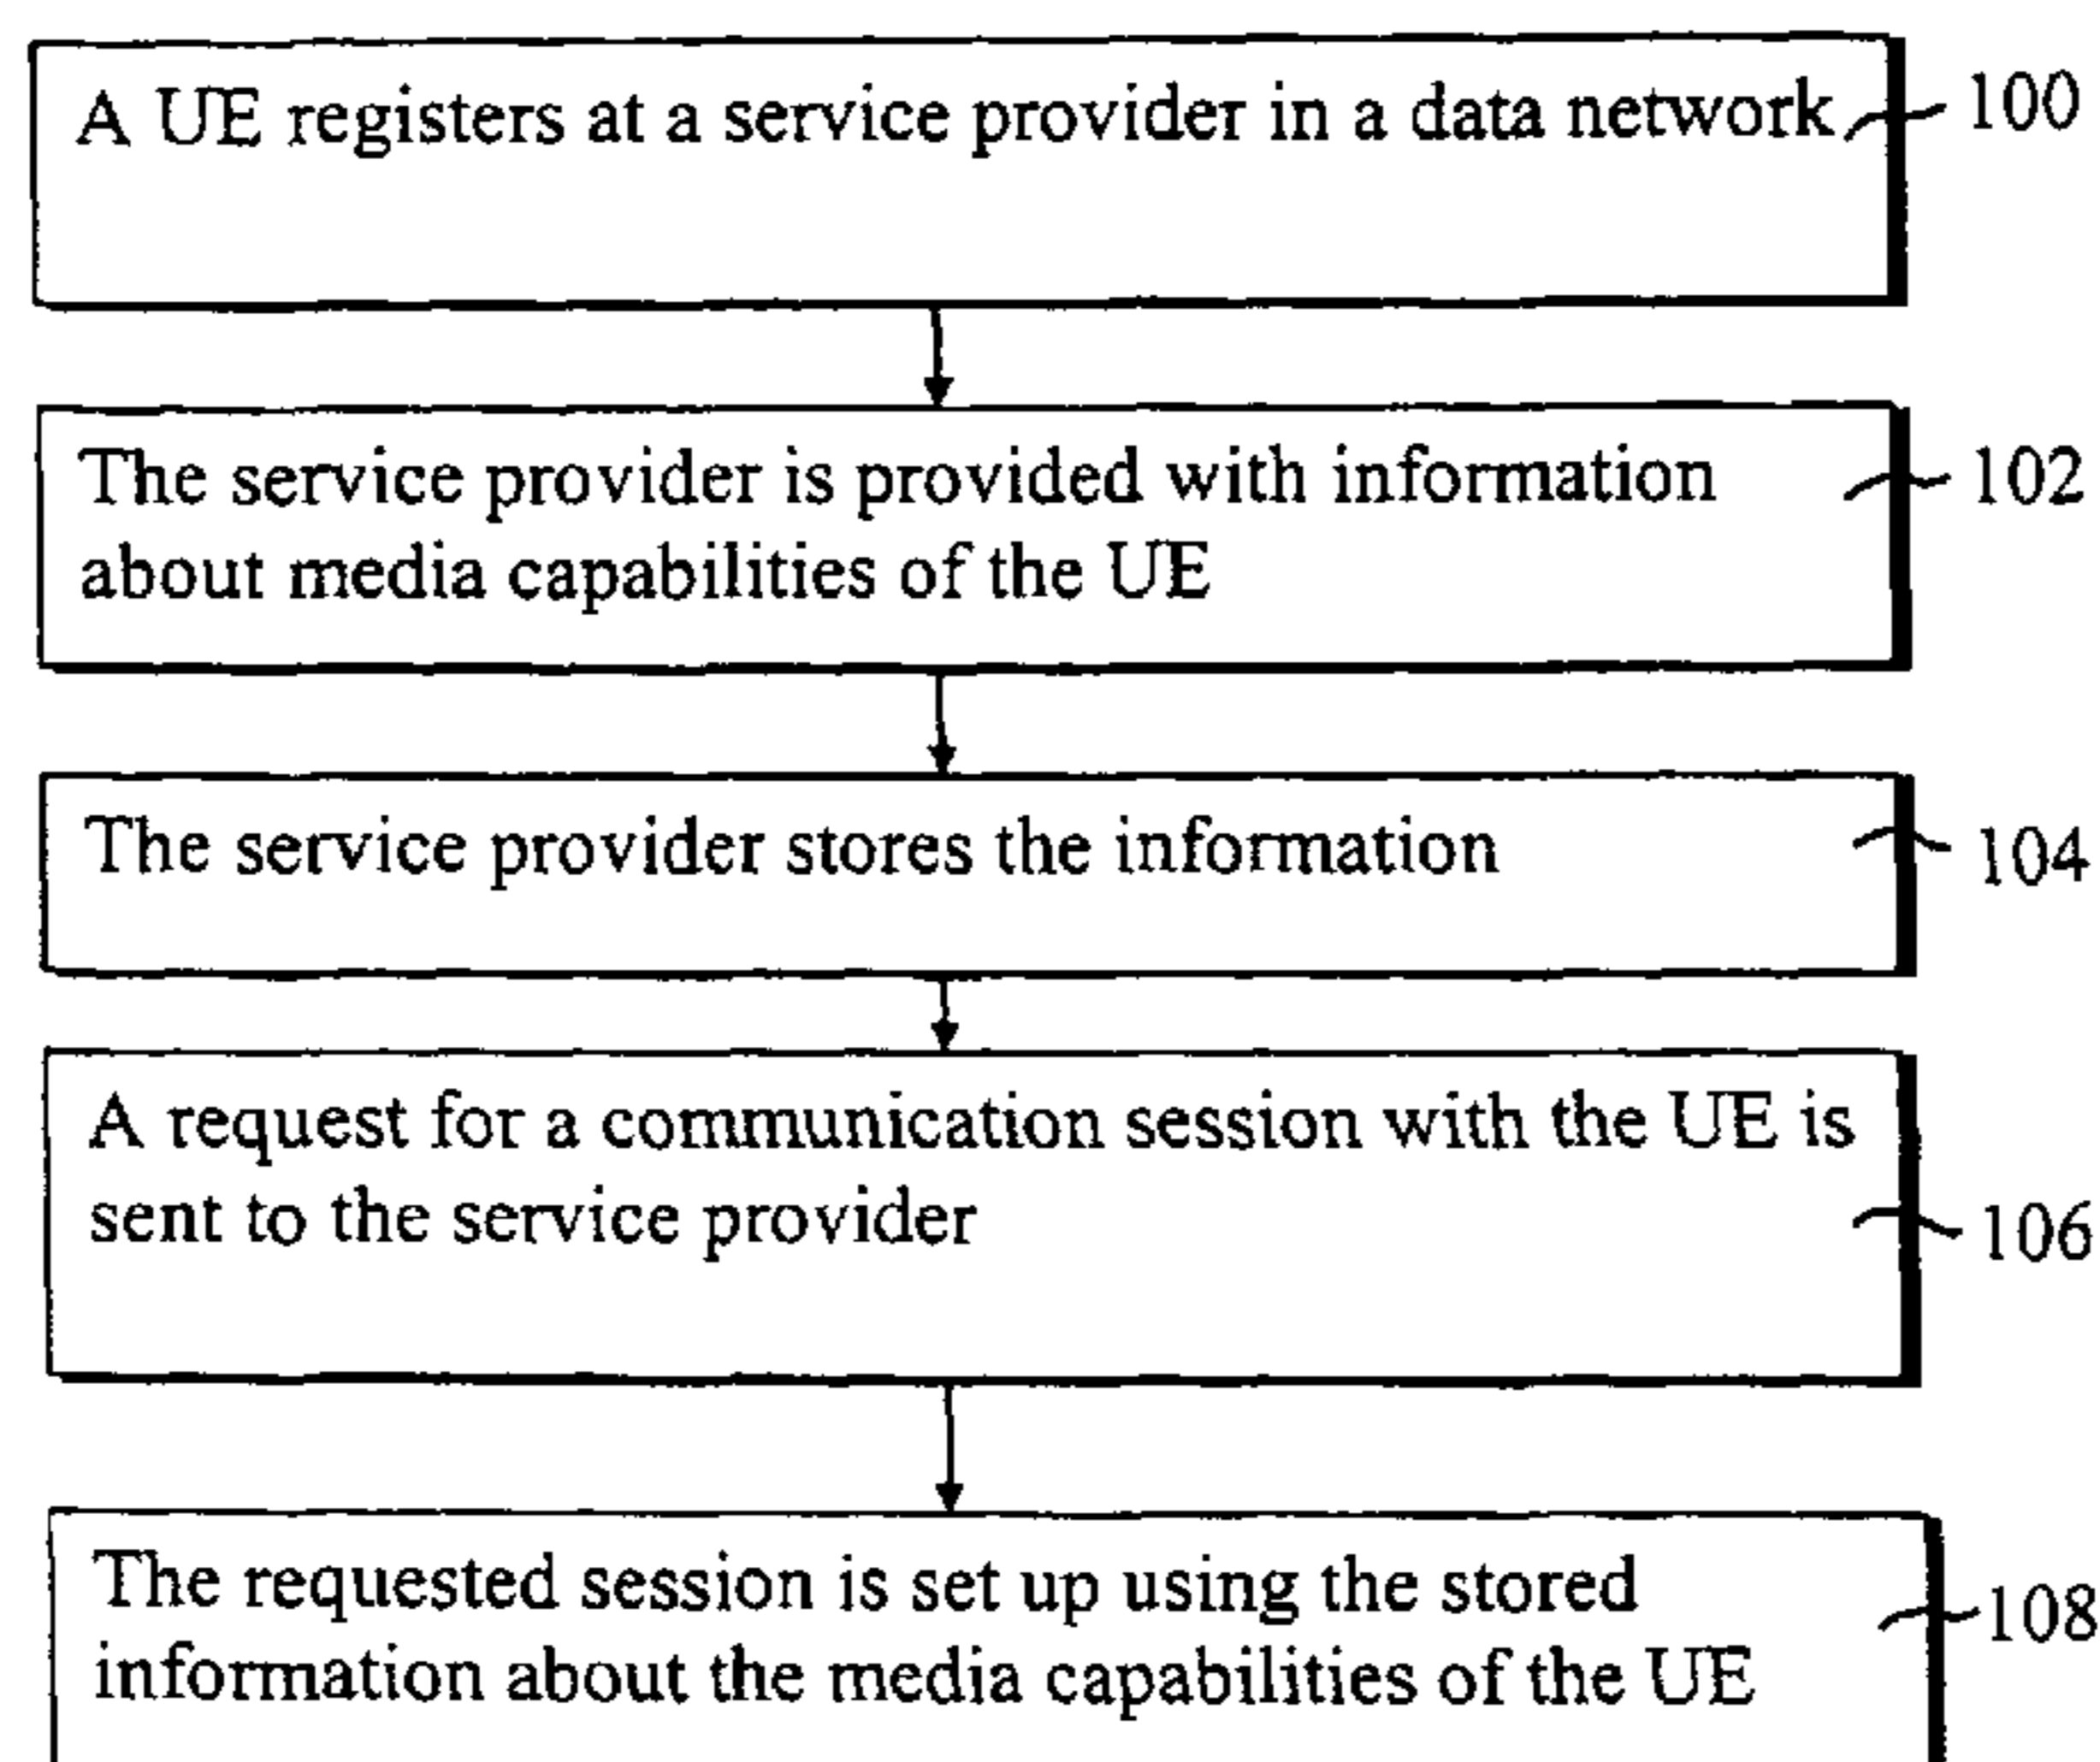 A UE registers at a service provider in a data network 100
The service provider is provided with information 102
about media capabilities of the UE
The service provider stores the information 104
A request for a communication session with the UE is
sent to the service provider 106
The requested session is set up using the stored 108
information about the media capabilities of the UE